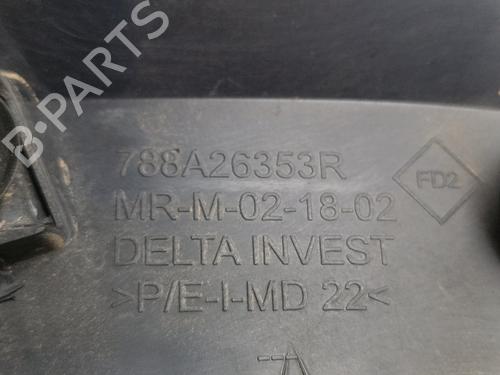 B-PARTS
788A26353R
FD2
MR-M-02-18-02
DELTA INVEST
>P/E-I-MD 22<